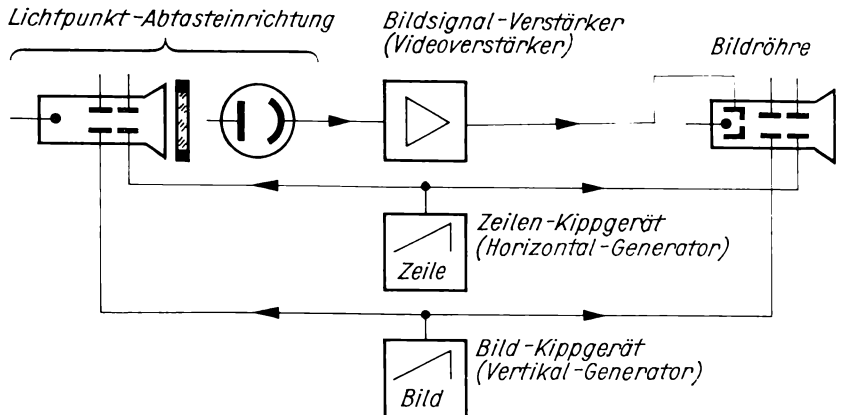 Lichtpunkt-Abtasteinrichtung
Bildsignal-Verstärker
(Videoverstärker)
Bildröhre
Zeilen-Kippgerät
(Horizontal-Generator)
Zeile
Bild-Kippgerät
(Vertikal-Generator)
Bild